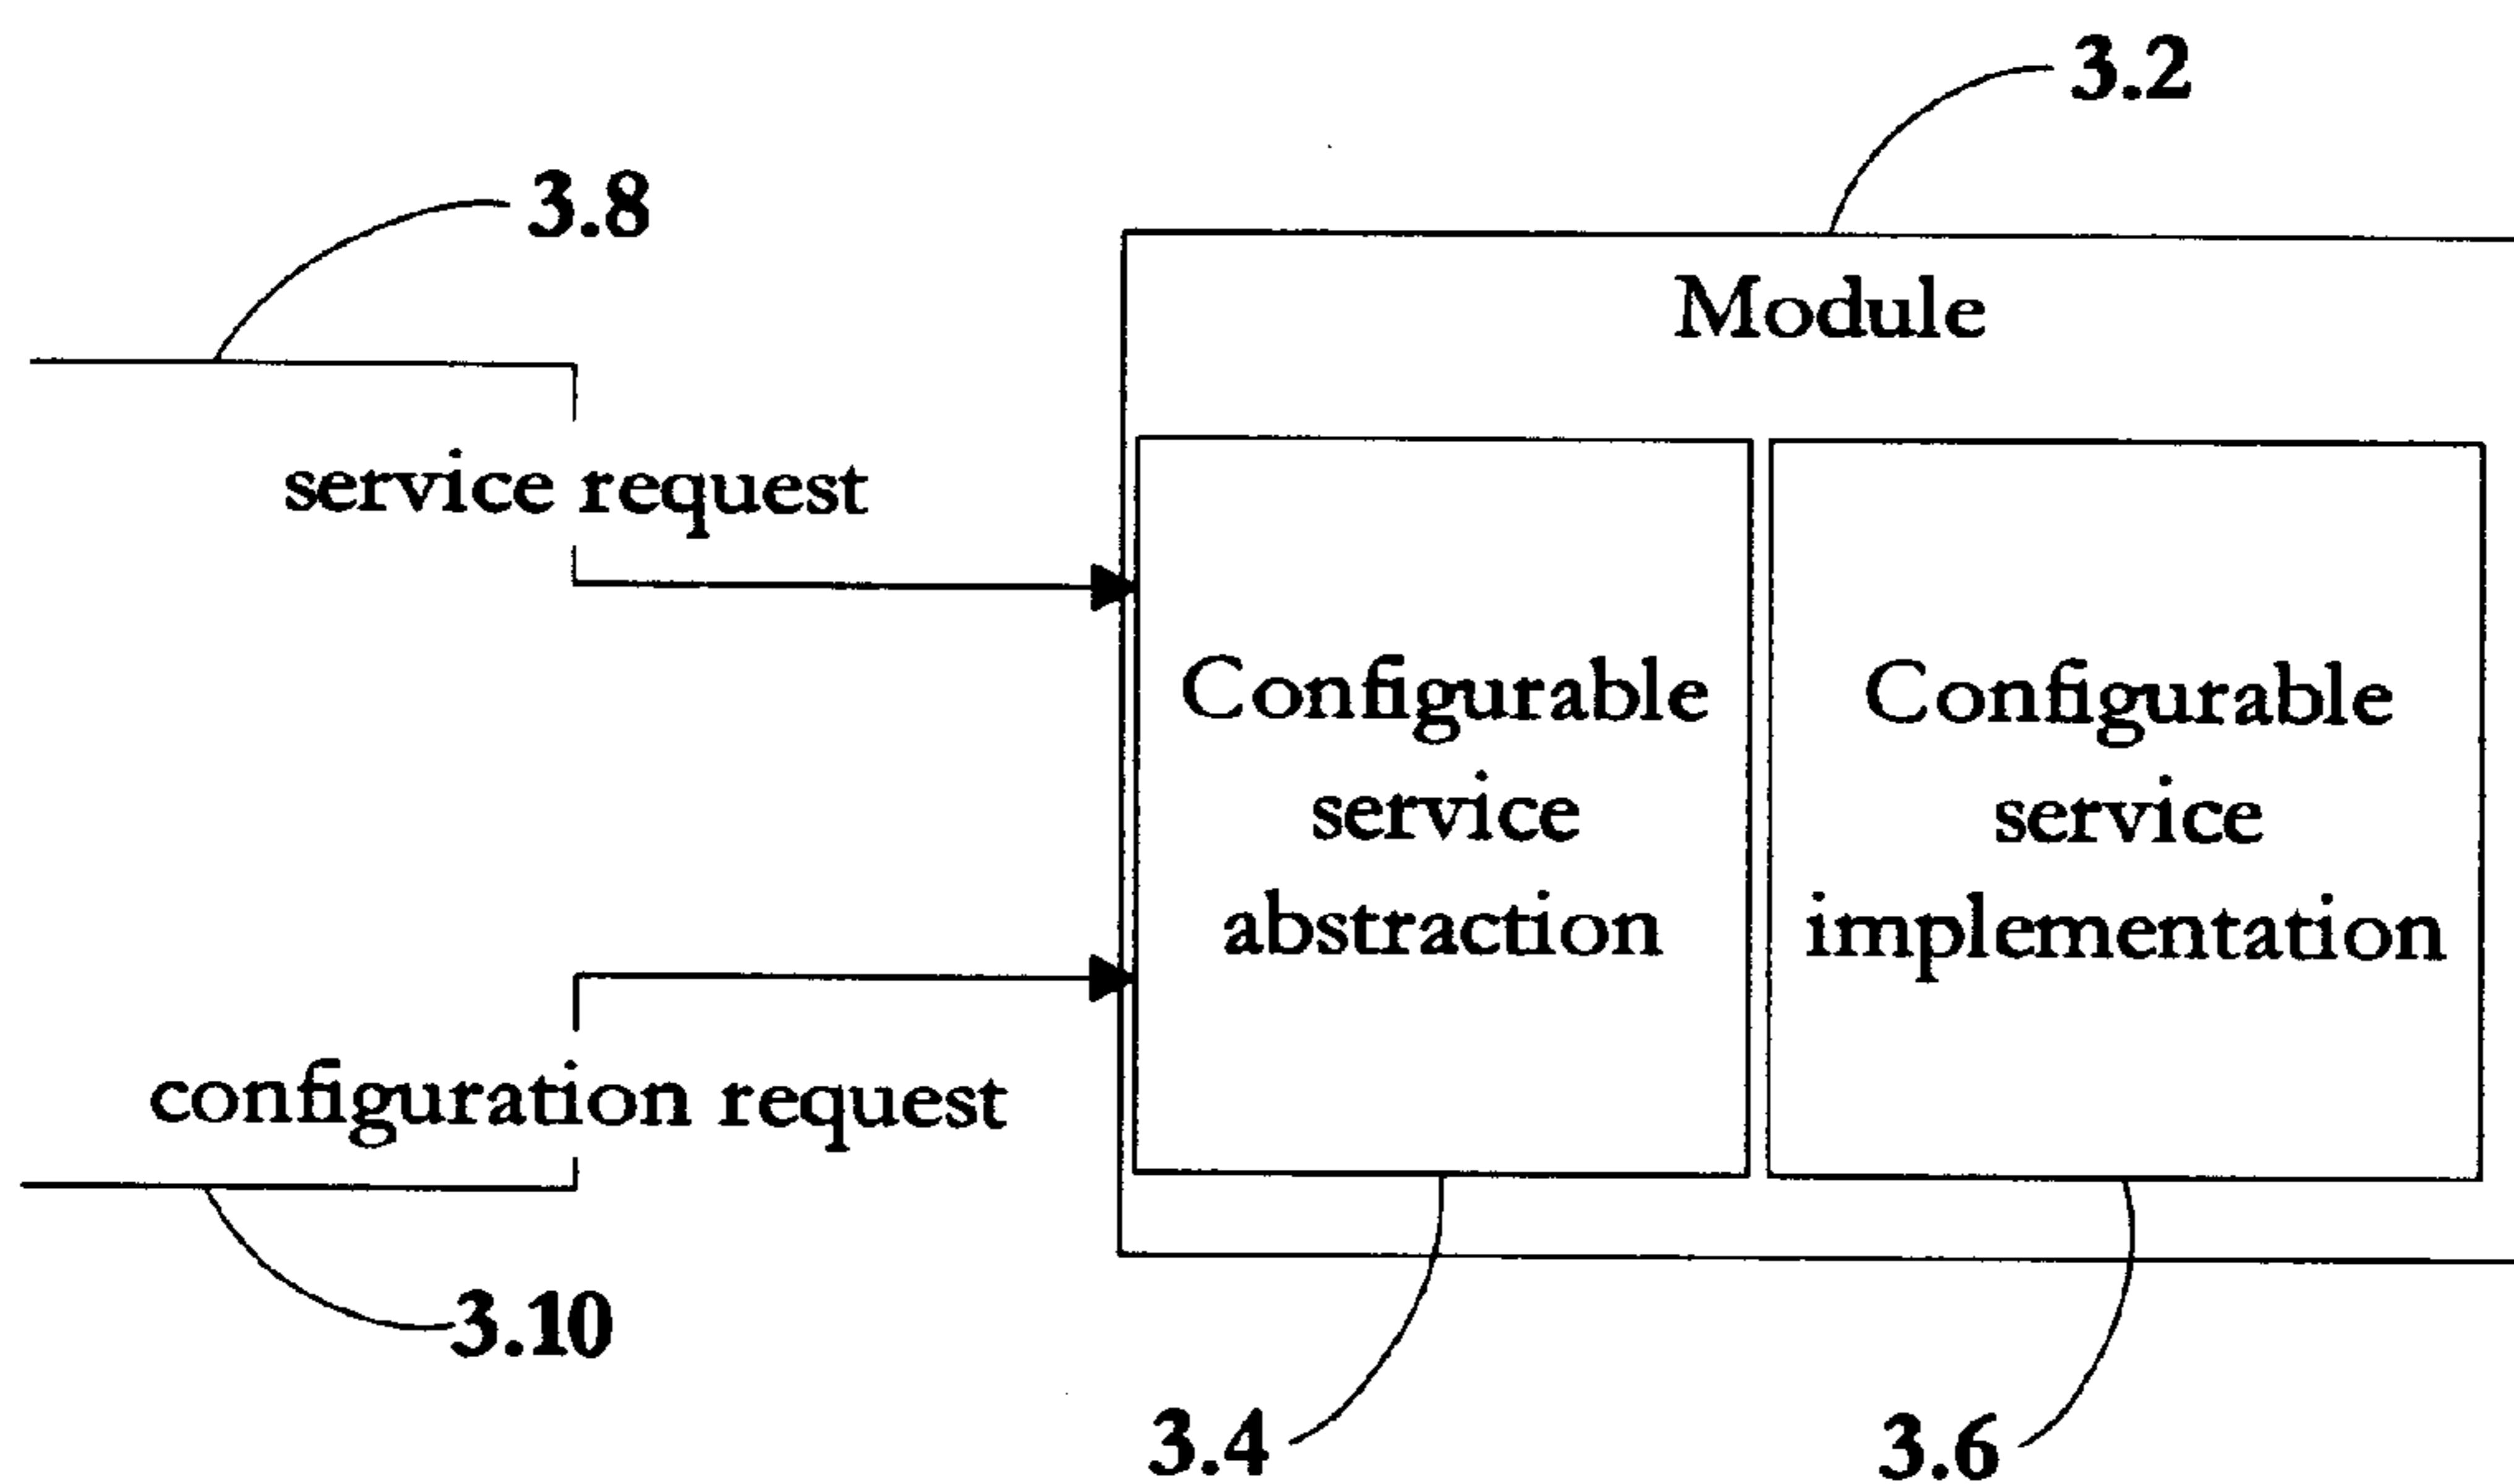 3.2
3.8
Module
service request
Configurable
service
abstraction
Configurable
service
implementation
configuration request
3.10
3.4
3.6